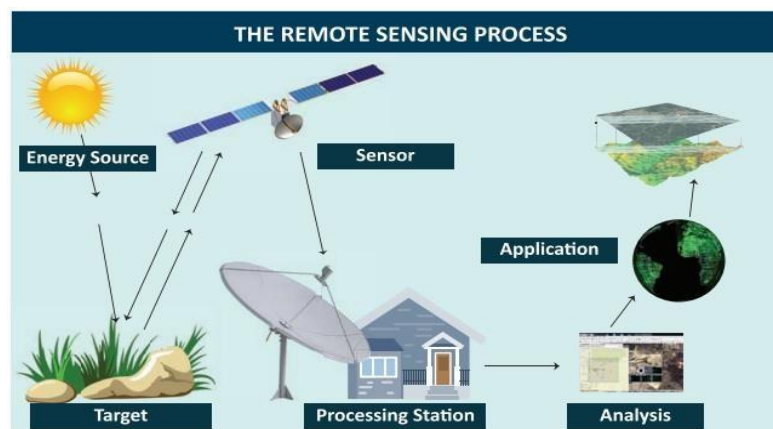 THE REMOTE SENSING PROCESS
Energy Source
Sensor
Application
Target
Processing Station
Analysis